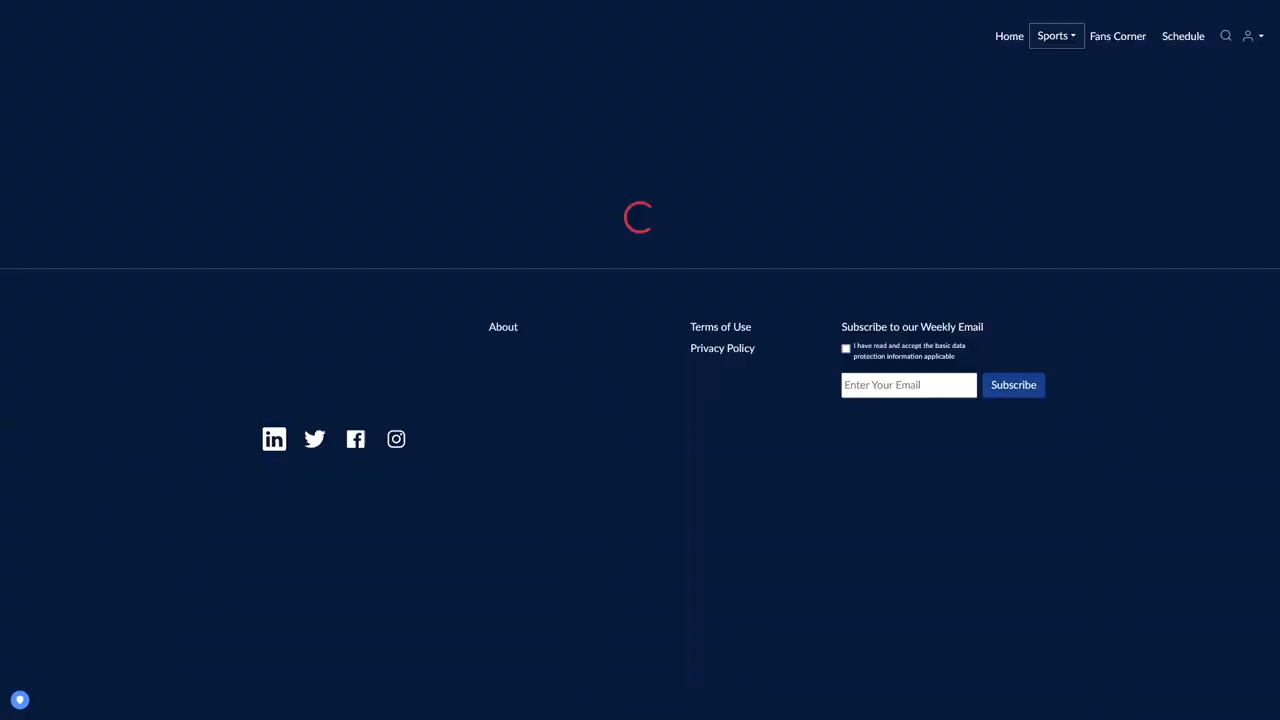 Home Sports Fans Corner Schedule
About
Terms of Use
Privacy Policy
Subscribe to our Weekly Email
I have read and accept the basic data
protection information applicable
Enter Your Email Subscribe
in